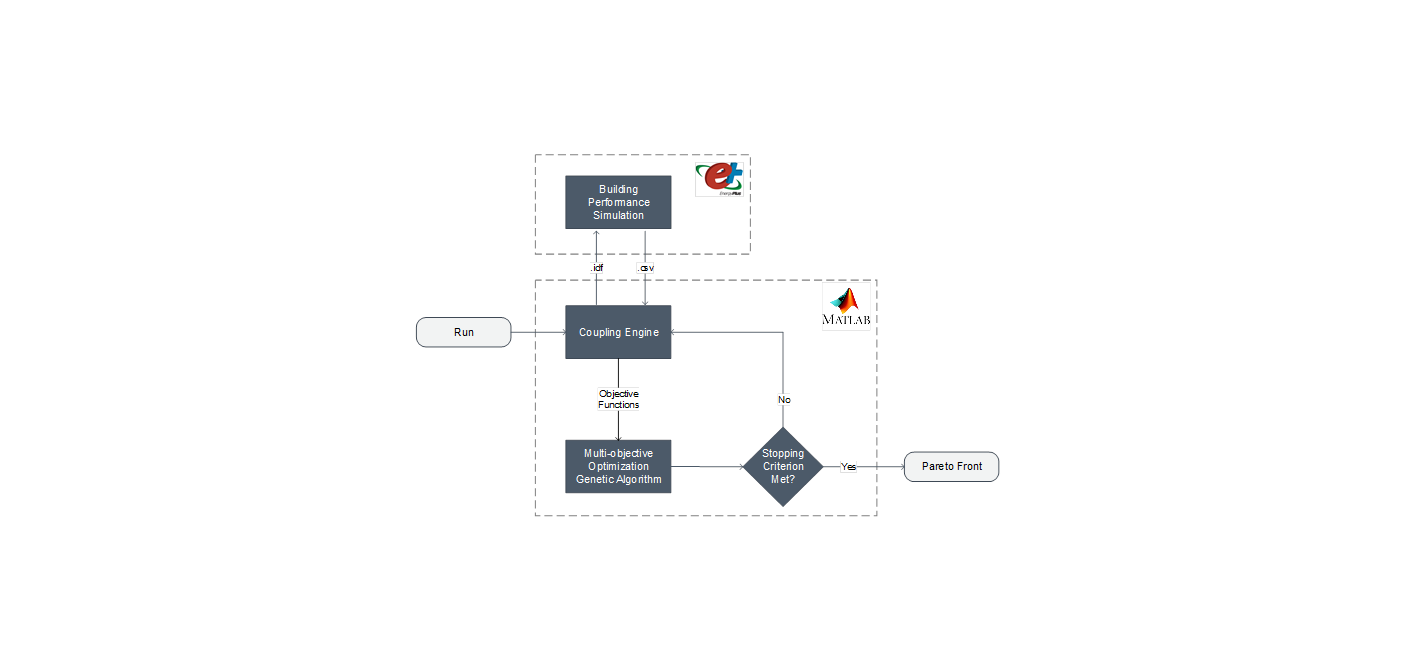 Building
Performance
Simulation
EnergyPlus
.idf
.csv
MATLAB
Run
Coupling Engine
Objective
Functions
No
Multi-objective
Optimization
Genetic Algorithm
Stopping
Criterion
Met?
Yes
Pareto Front